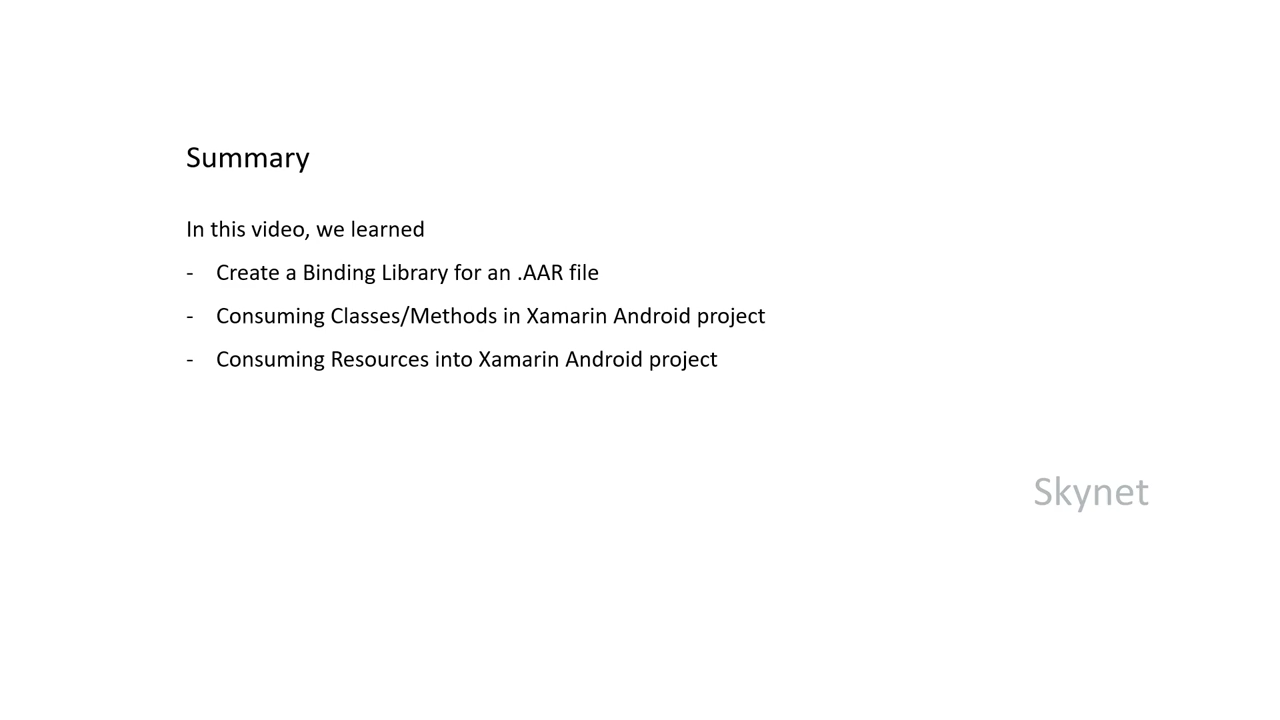 Summary
In this video, we learned
- Create a Binding Library for an .AAR file
- Consuming Classes/Methods in Xamarin Android project
- Consuming Resources into Xamarin Android project
Skynet